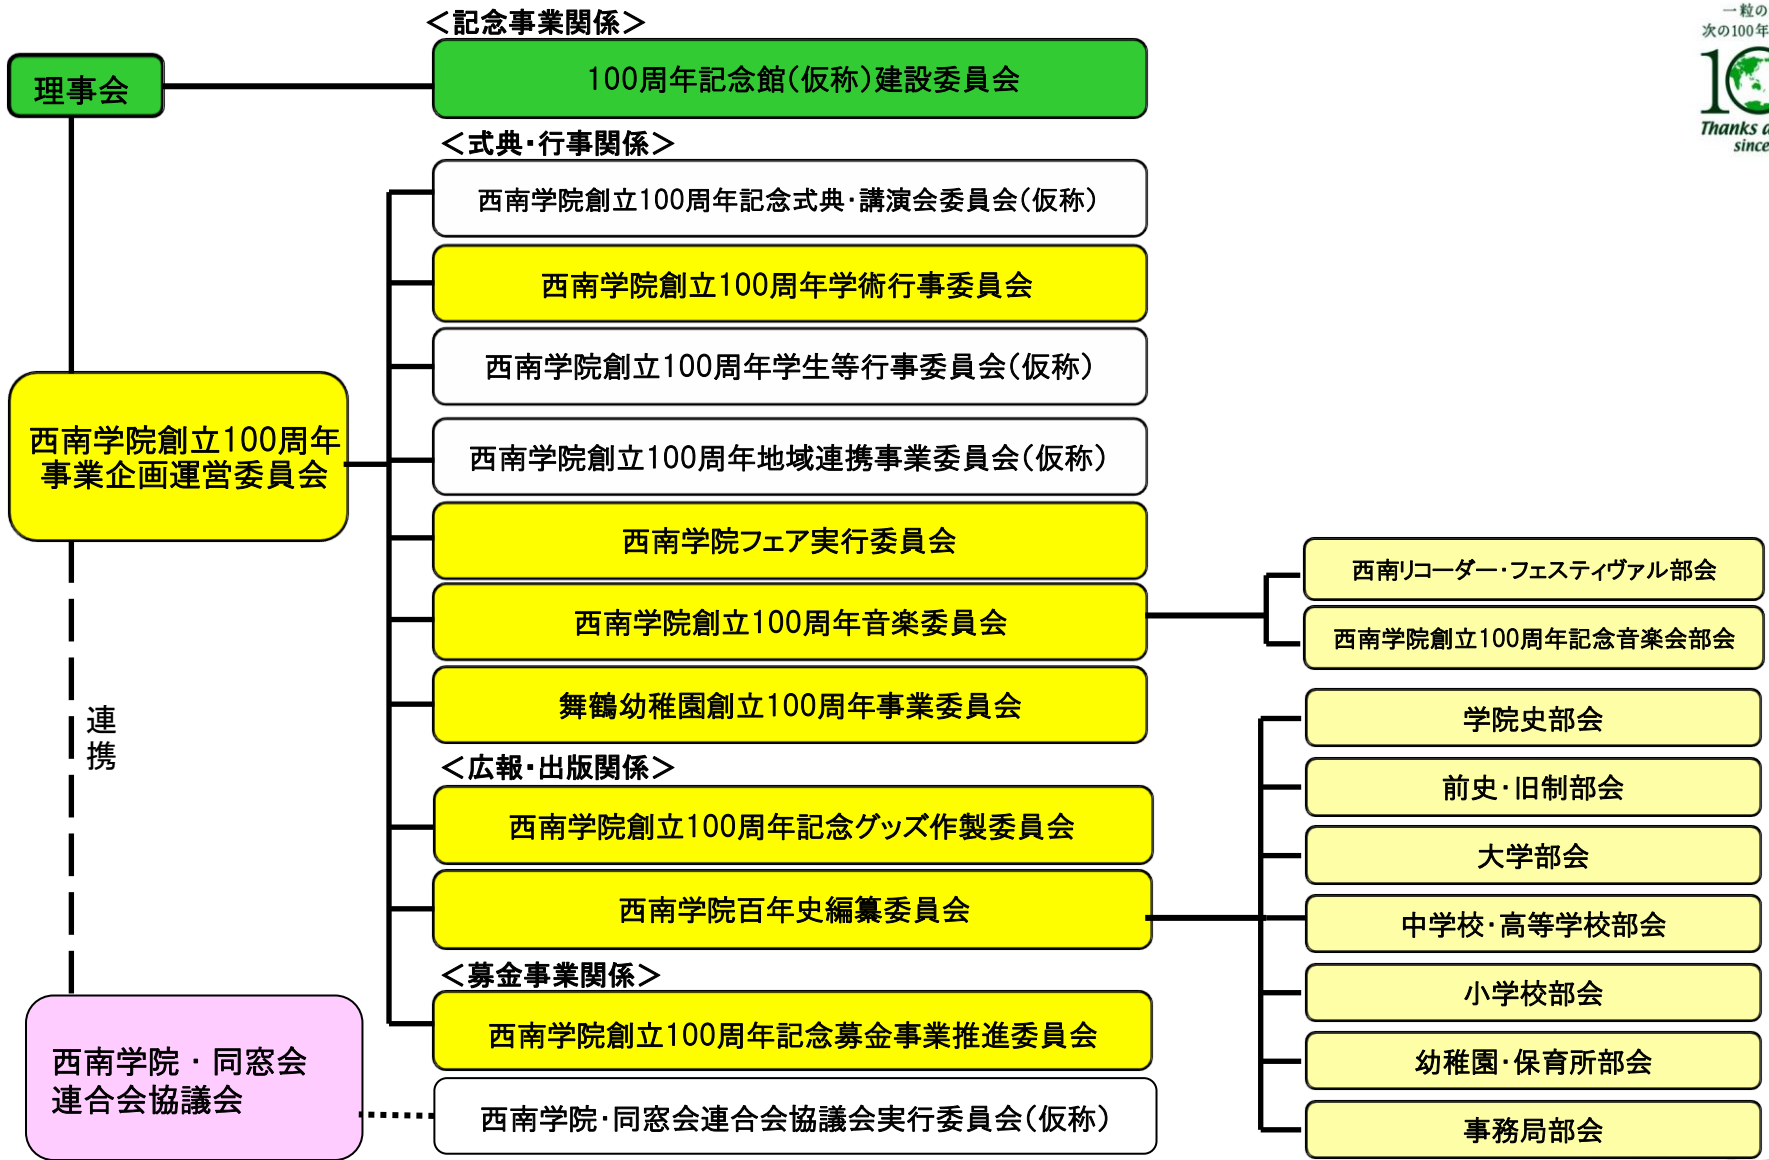 一粒の
次の100年
10
Thanks
since
<記念事業関係>
理事会
100周年記念館(仮称)建設委員会
<式典・行事関係>
西南学院創立100周年記念式典・講演会委員会(仮称)
西南学院創立100周年学術行事委員会
西南学院創立100周年学生等行事委員会(仮称)
西南学院創立100周年
事業企画運営委員会
西南学院創立100周年地域連携事業委員会(仮称)
西南学院フェア実行委員会
西南学院創立100周年音楽委員会
西南リコーダー・フェスティヴァル部会
西南学院創立100周年記念音楽会部会
舞鶴幼稚園創立100周年事業委員会
連携
<広報・出版関係>
西南学院創立100周年記念グッズ作製委員会
西南学院百年史編纂委員会
学院史部会
前史・旧制部会
大学部会
中学校・高等学校部会
小学校部会
幼稚園・保育所部会
事務局部会
<募金事業関係>
西南学院創立100周年記念募金事業推進委員会
西南学院・同窓会
連合会協議会
西南学院・同窓会連合会協議会実行委員会(仮称)